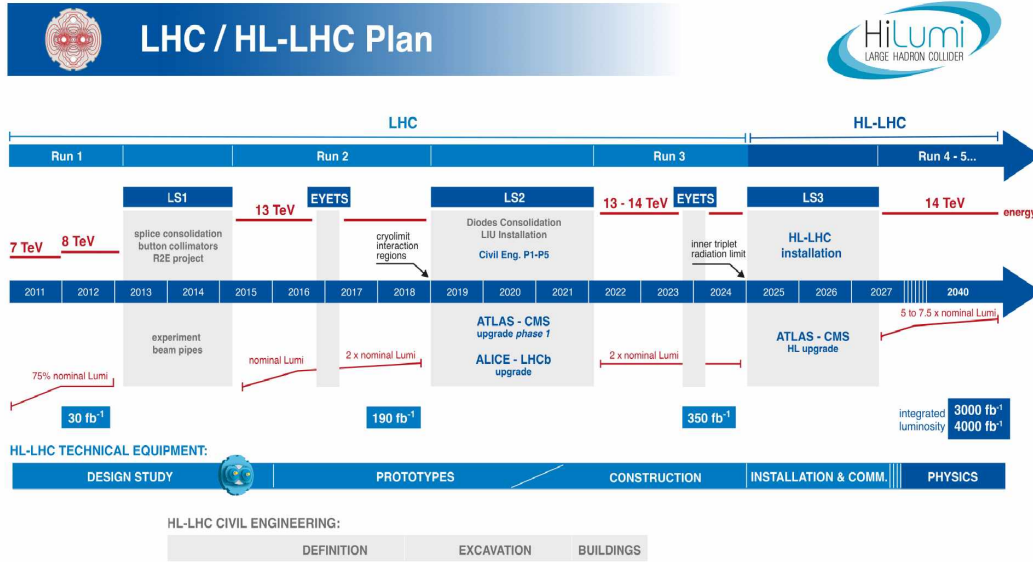 LHC / HL-LHC Plan
HiLumi
LARGE HADRON COLLIDER
LHC
HL-LHC
Run 1
Run 2
Run 3
Run 4 - 5...
LS1
EYETS
LS2
EYETS
LS3
7 TeV
8 TeV
13 TeV
13 - 14 TeV
14 TeV
energy
splice consolidation
button collimators
R2E project
cryolimit
interaction
regions
Diodes Consolidation
LIU Installation
Civil Eng. P1-P5
inner triplet
radiation limit
HL-LHC
installation
2011 2012 2013 2014 2015 2016 2017 2018 2019 2020 2021 2022 2023 2024 2025 2026 2027 2040
75% nominal Lumi
experiment
beam pipes
nominal Lumi
2 x nominal Lumi
ATLAS - CMS
upgrade phase 1
ALICE - LHCb
upgrade
2 x nominal Lumi
ATLAS - CMS
HL upgrade
5 to 7.5 x nominal Lumi
30 fb⁻¹
190 fb⁻¹
350 fb⁻¹
integrated
luminosity
3000 fb⁻¹
4000 fb⁻¹
HL-LHC TECHNICAL EQUIPMENT:
DESIGN STUDY
PROTOTYPES
CONSTRUCTION
INSTALLATION & COMM.
PHYSICS
HL-LHC CIVIL ENGINEERING:
DEFINITION
EXCAVATION
BUILDINGS